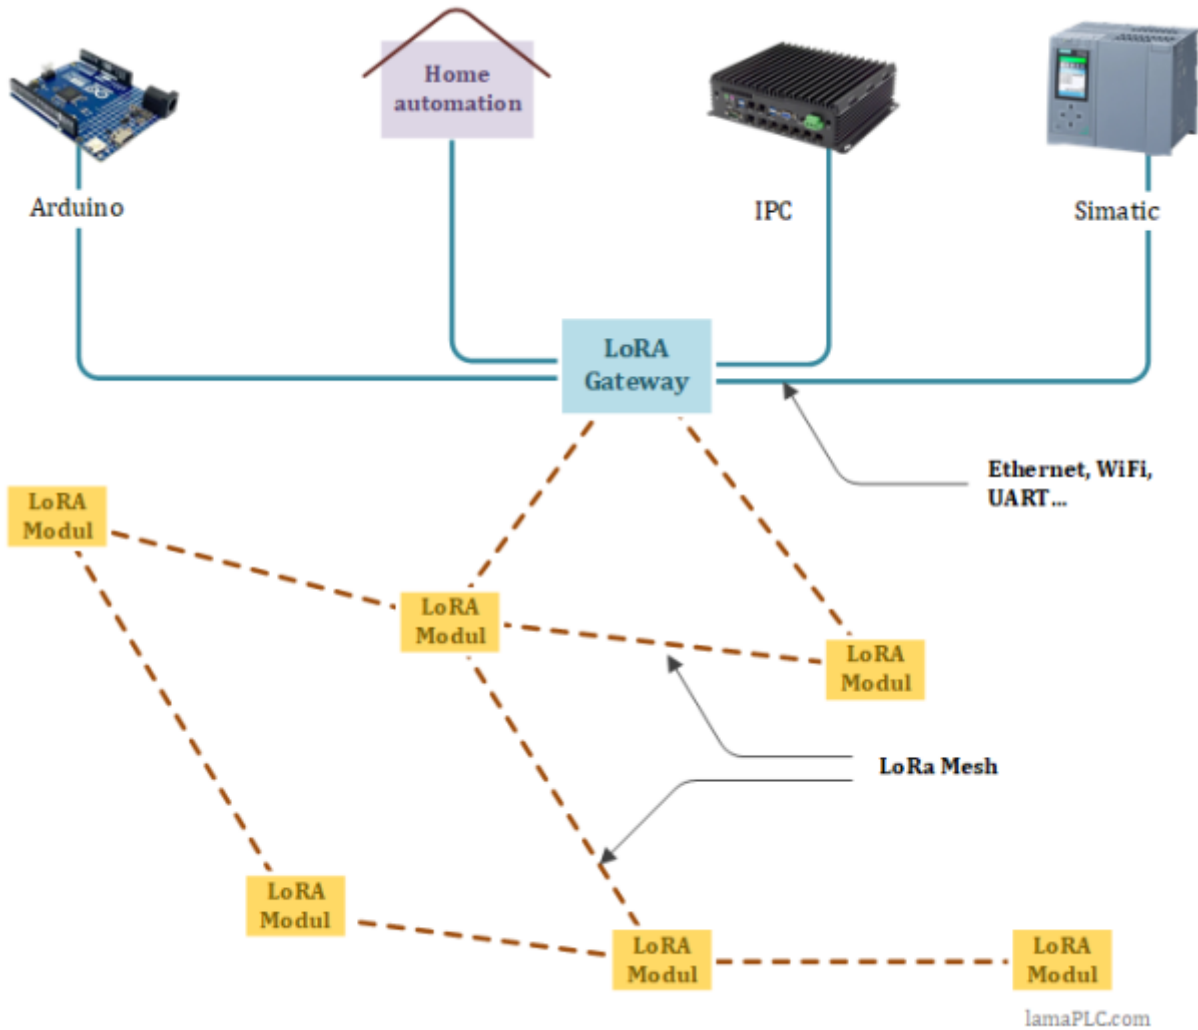 Home
automation
Arduino
IPC
Simatic
LoRA
Gateway
Ethernet, WiFi,
UART...
LoRA
Modul
LoRA
Modul
LoRA
Modul
LoRa Mesh
LoRA
Modul
LoRA
Modul
LoRA
Modul
lamaPLC.com